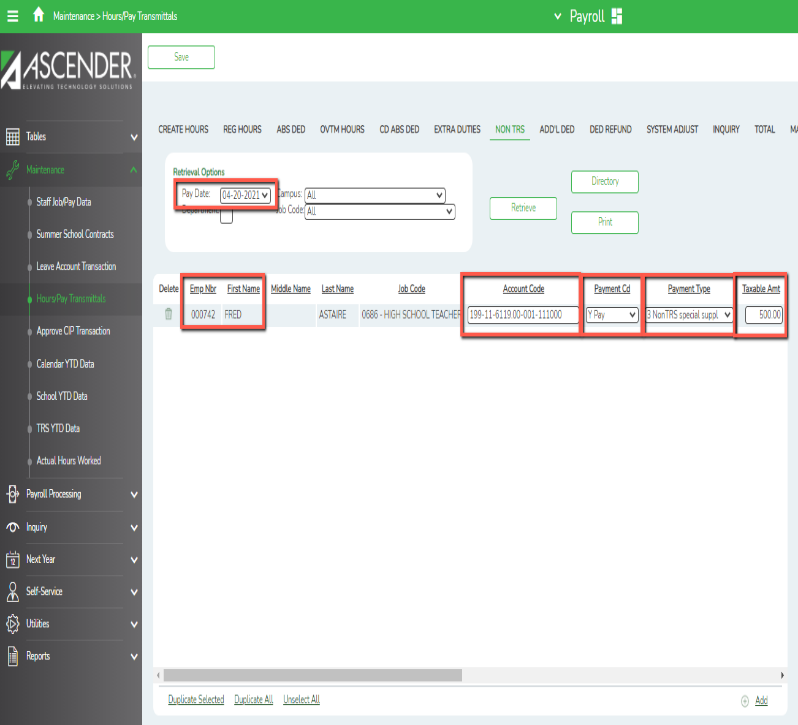 Maintenance > Hours/Pay Transmittals
Payroll
ASCENDER
ELEVATING TECHNOLOGY SOLUTIONS
Save
Tables
Maintenance
Staff Job/Pay Data
Summer School Contracts
Leave Account Transaction
Hours/Pay Transmittals
Approve CIP Transaction
Calendar YTD Data
School YTD Data
TRS YTD Data
Actual Hours Worked
Payroll Processing
Inquiry
Next Year
Self-Service
Utilities
Reports
CREATE HOURS REG HOURS ABS DED OVTM HOURS CD ABS DED EXTRA DUTIES NON TRS ADD'L DED DED REFUND SYSTEM ADJUST INQUIRY TOTAL MA
Retrieval Options
Pay Date: 04-20-2021 Campus: All
Department: Job Code: All
Retrieve
Directory
Print
Delete Emp Nbr First Name Middle Name Last Name Job Code Account Code Payment Cd Payment Type Taxable Amt
000742 FRED ASTAIRE 0686 - HIGH SCHOOL TEACHER 199-11-6119.00-001-111000 Y Pay 3 NonTRS special suppl 500.00
Duplicate Selected Duplicate All Unselect All Add